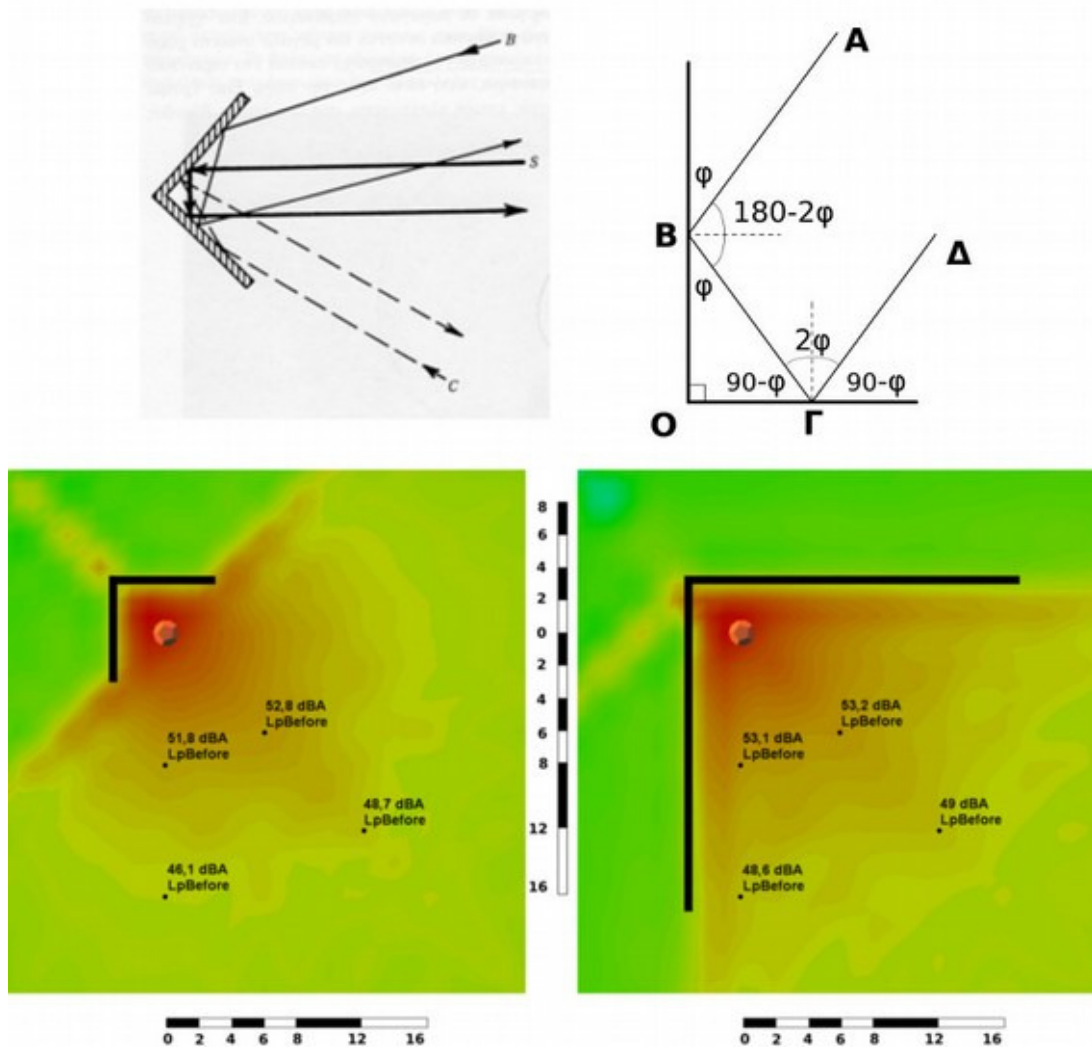 B
S
C
A
φ
180-2φ
B
Δ
φ
2φ
90-φ
90-φ
O
Γ
52,8 dBA
LpBefore
51,8 dBA
LpBefore
48,7 dBA
LpBefore
46,1 dBA
LpBefore
8
6
4
2
0
2
4
6
8
12
16
53,2 dBA
LpBefore
53,1 dBA
LpBefore
49 dBA
LpBefore
48,6 dBA
LpBefore
0 2 4 6 8 12 16
0 2 4 6 8 12 16